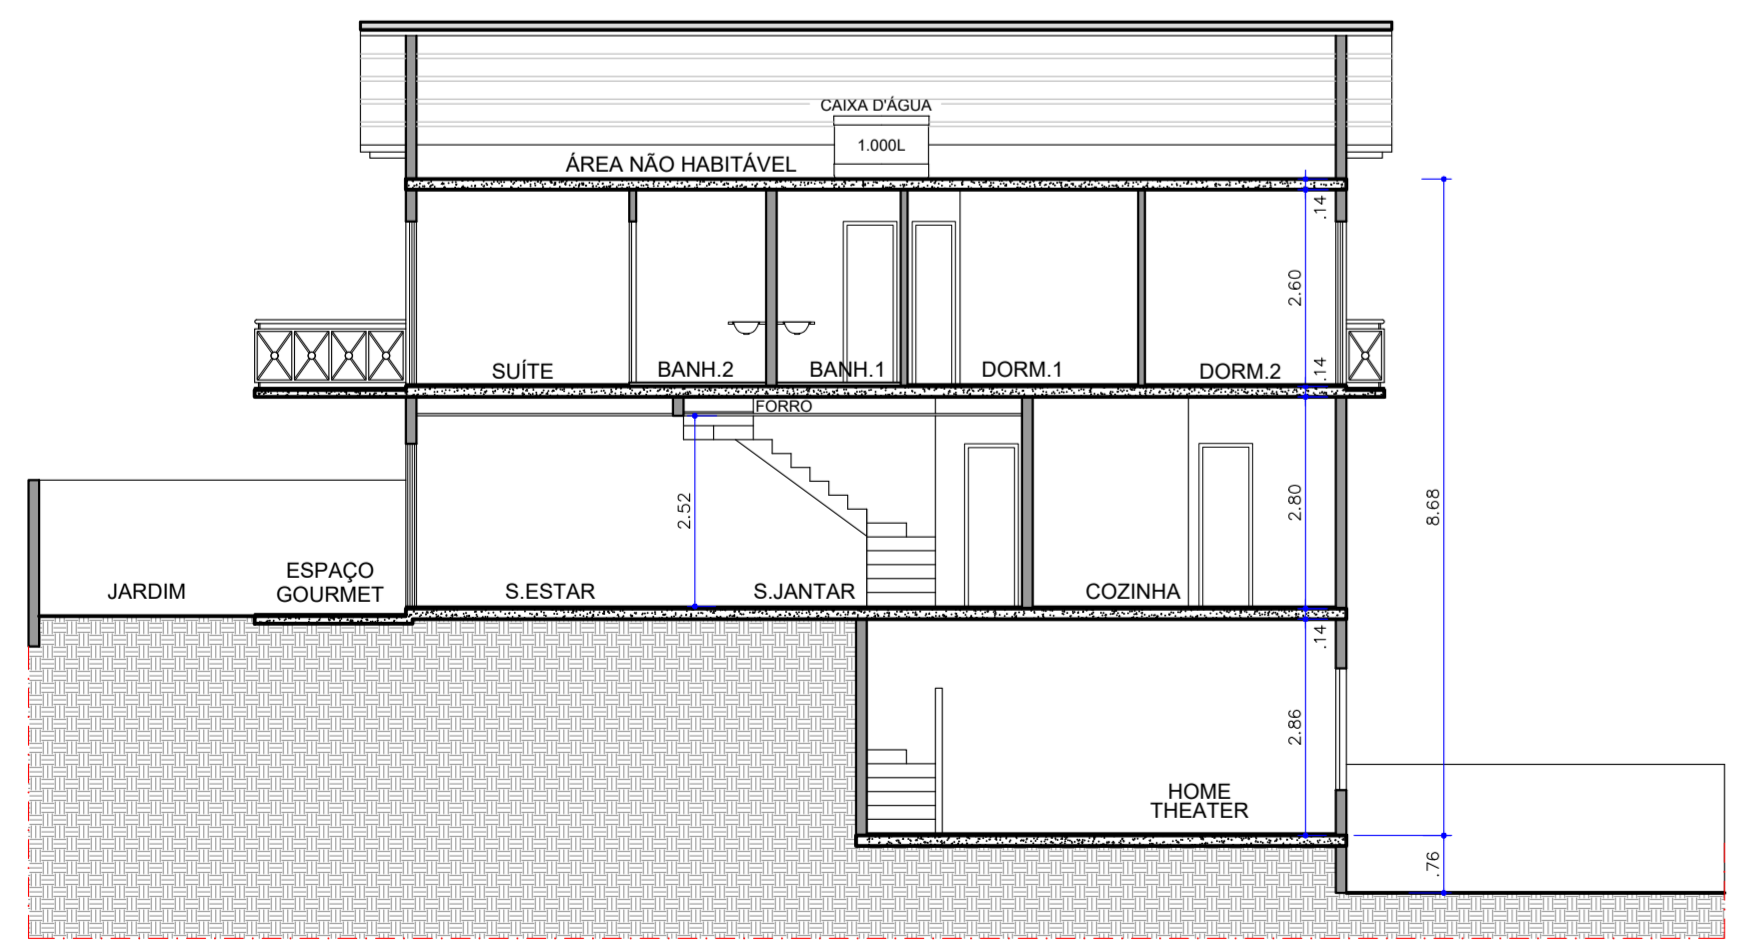 CAIXA D'ÁGUA
1.000L
ÁREA NÃO HABITÁVEL
.14
2.60
SUÍTE
BANH.2
BANH.1
DORM.1
DORM.2
.14
FORRO
2.52
2.80
8.68
JARDIM
ESPAÇO
GOURMET
S.ESTAR
S.JANTAR
COZINHA
.14
2.86
HOME
THEATER
.76